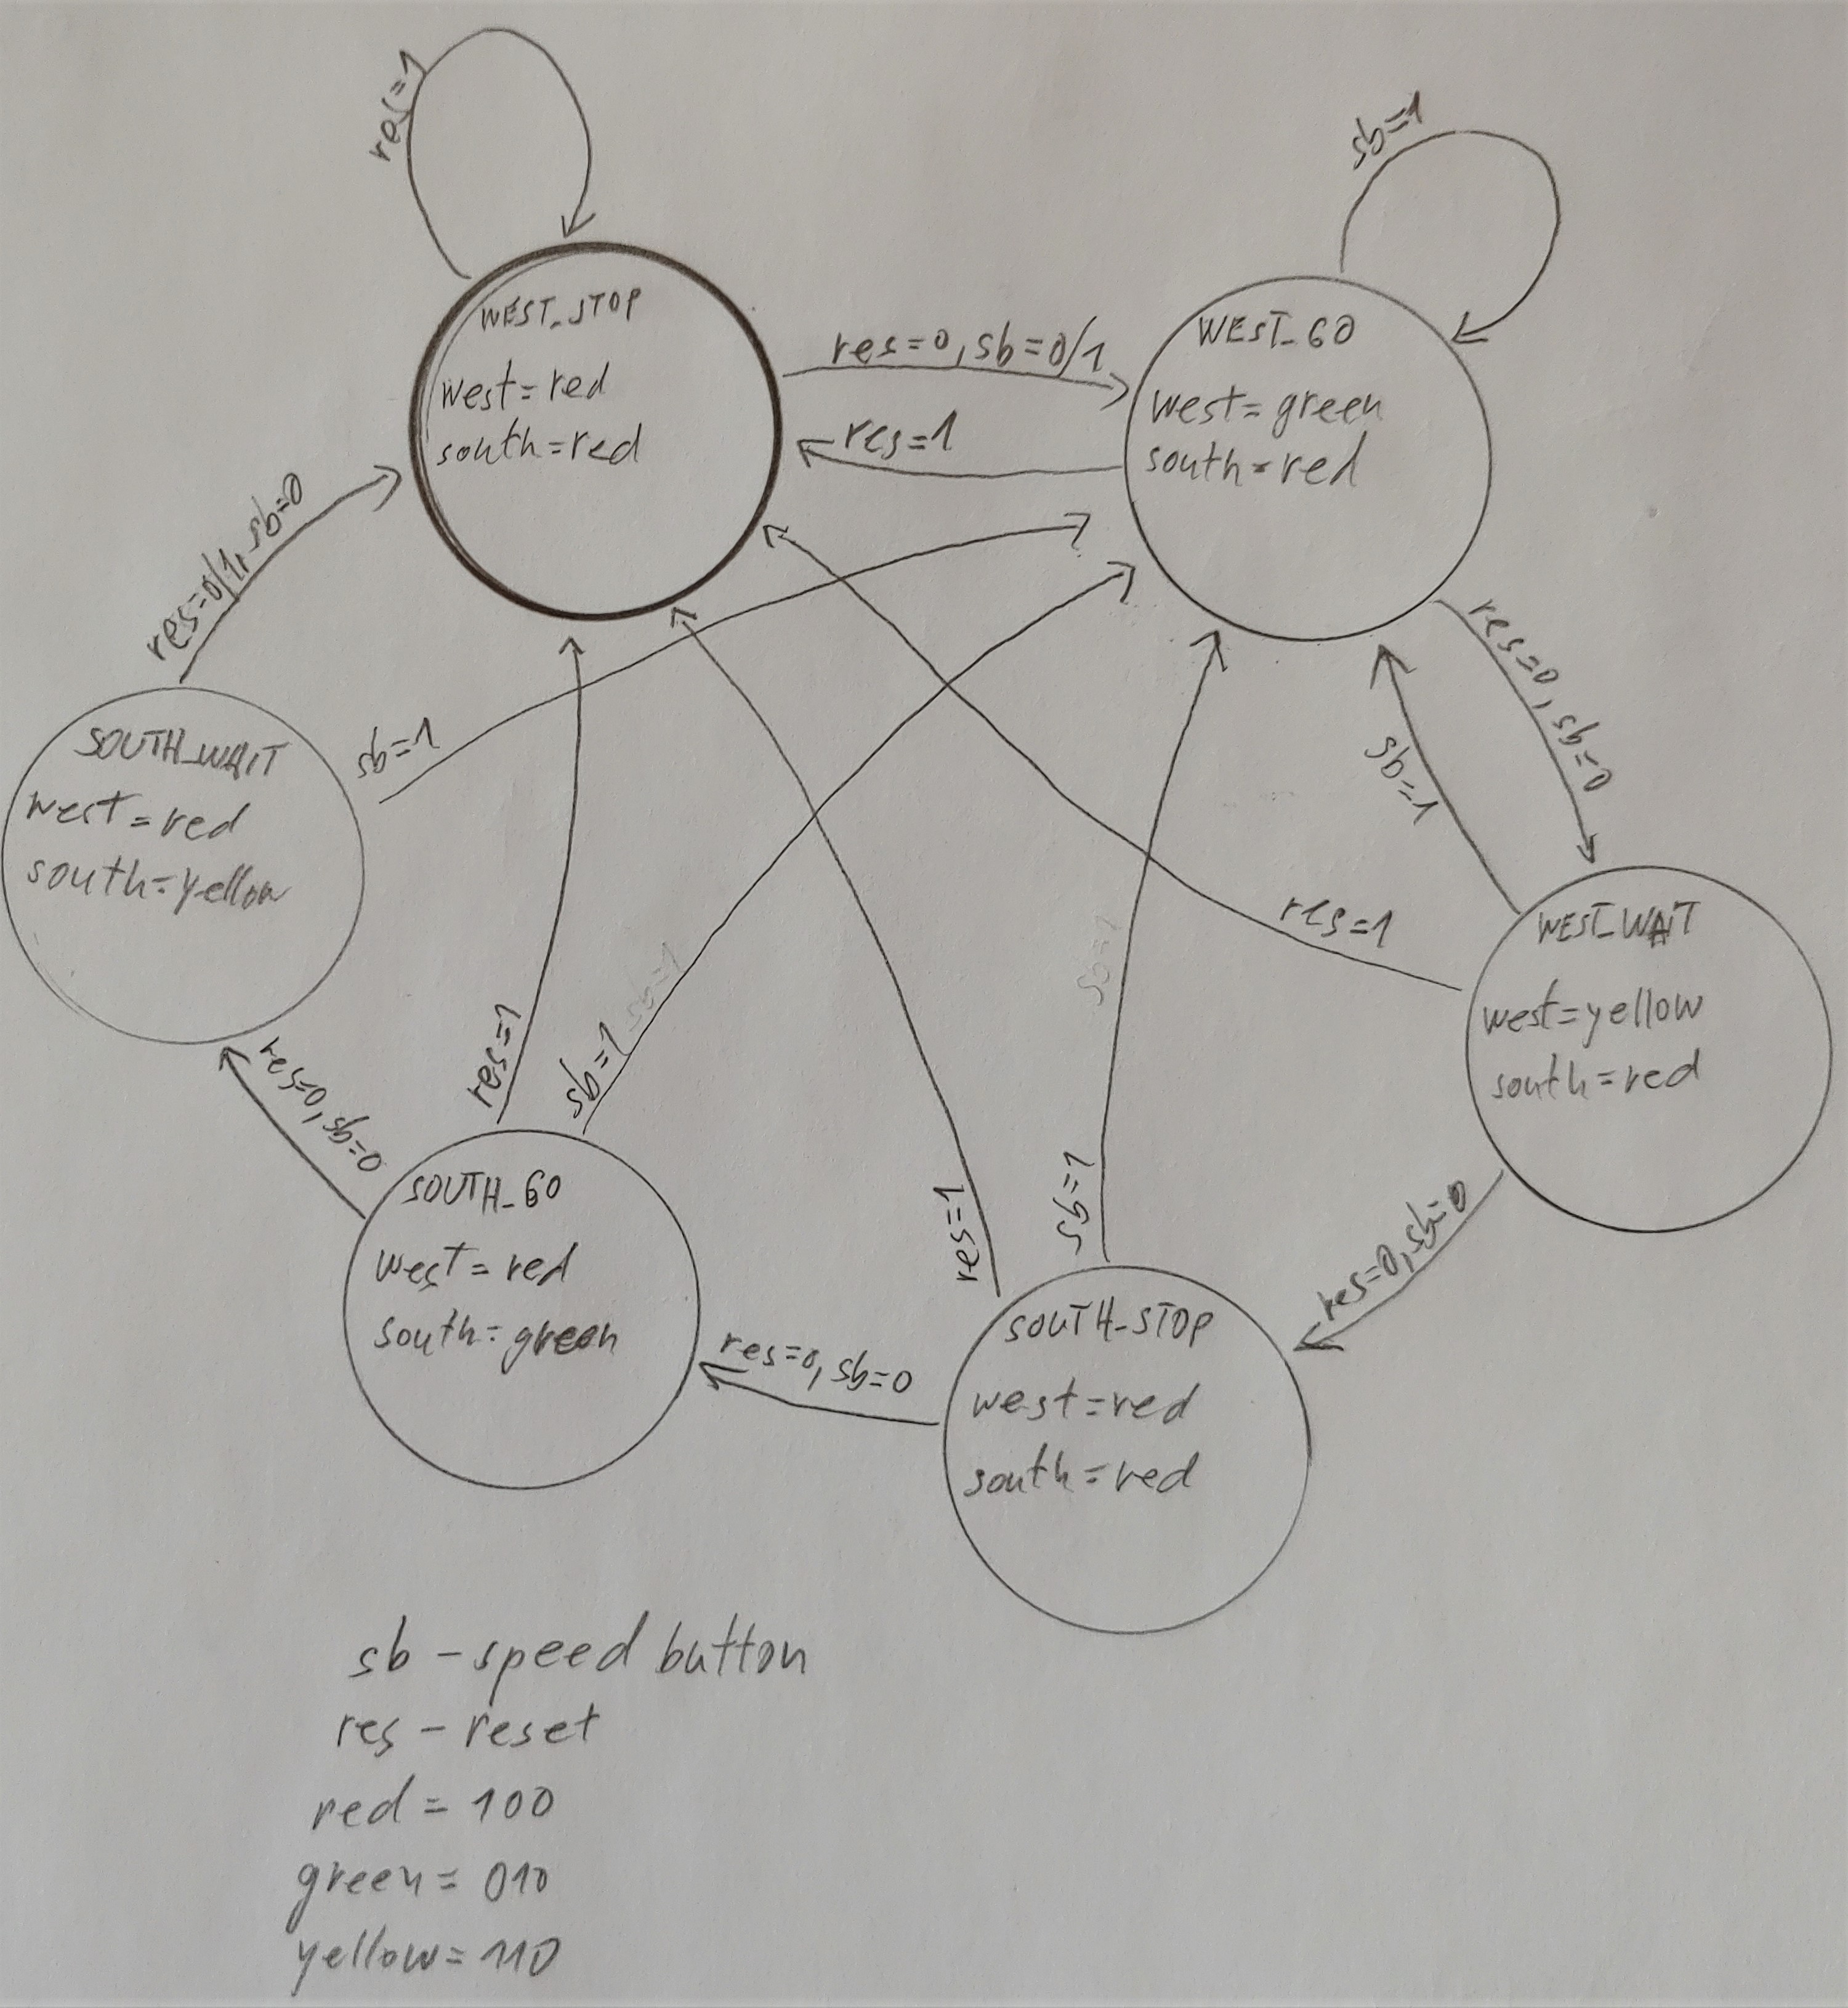 res=1
sb=1
WEST_STOP
west=red
south=red
res=0, sb=0/1
res=1
WEST_GO
west=green
south=red
res=0/1, sb=0
sb=1
res=0, sb=0
sb=1
SOUTH_WAIT
west=red
south=yellow
res=1
WEST_WAIT
west=yellow
south=red
res=0, sb=0
res=1
sb=1
sb=1
sb=1
SOUTH_GO
west=red
south=green
res=1
sb=1
res=0, sb=0
res=0, sb=0
SOUTH_STOP
west=red
south=red
sb - speed button
res - reset
red = 100
green = 010
yellow = 110